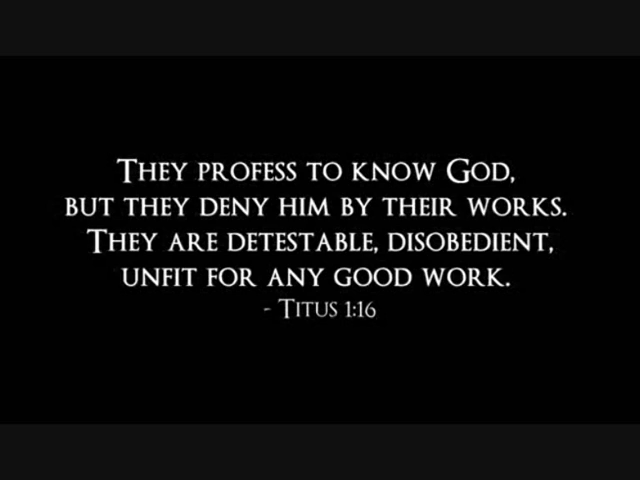 They profess to know God,
but they deny him by their works.
They are detestable, disobedient,
unfit for any good work.
- Titus 1:16